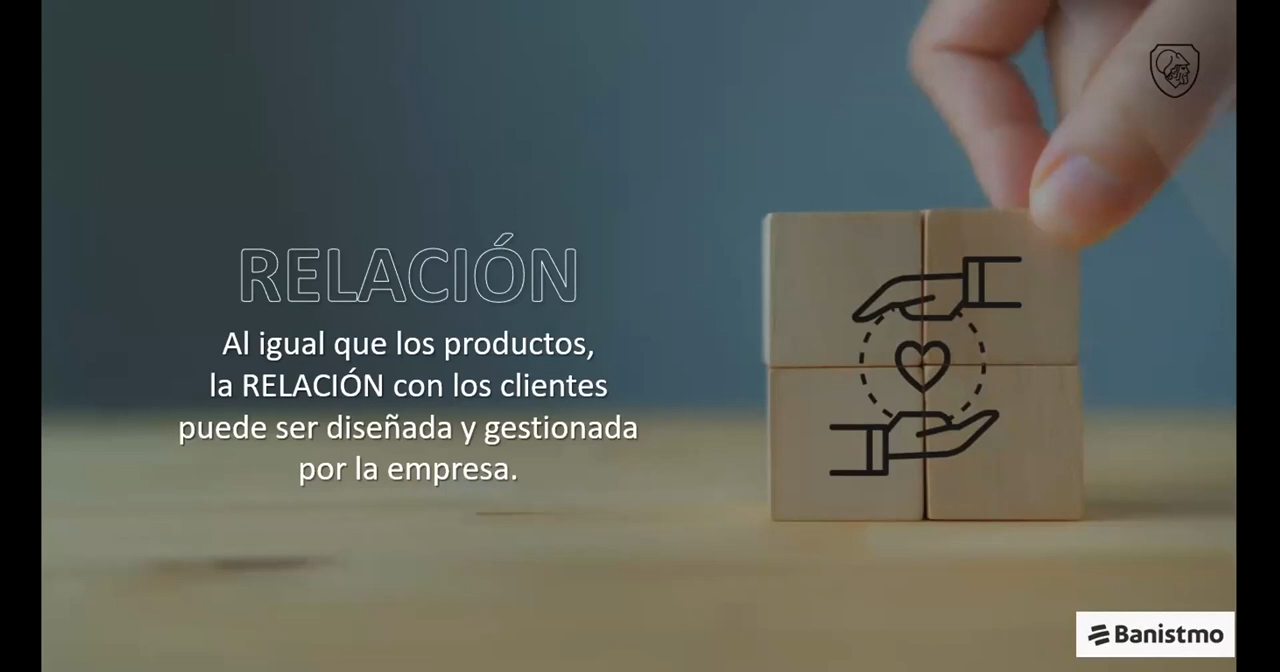 RELACIÓN
Al igual que los productos,
la RELACIÓN con los clientes
puede ser diseñada y gestionada
por la empresa.
Banistmo